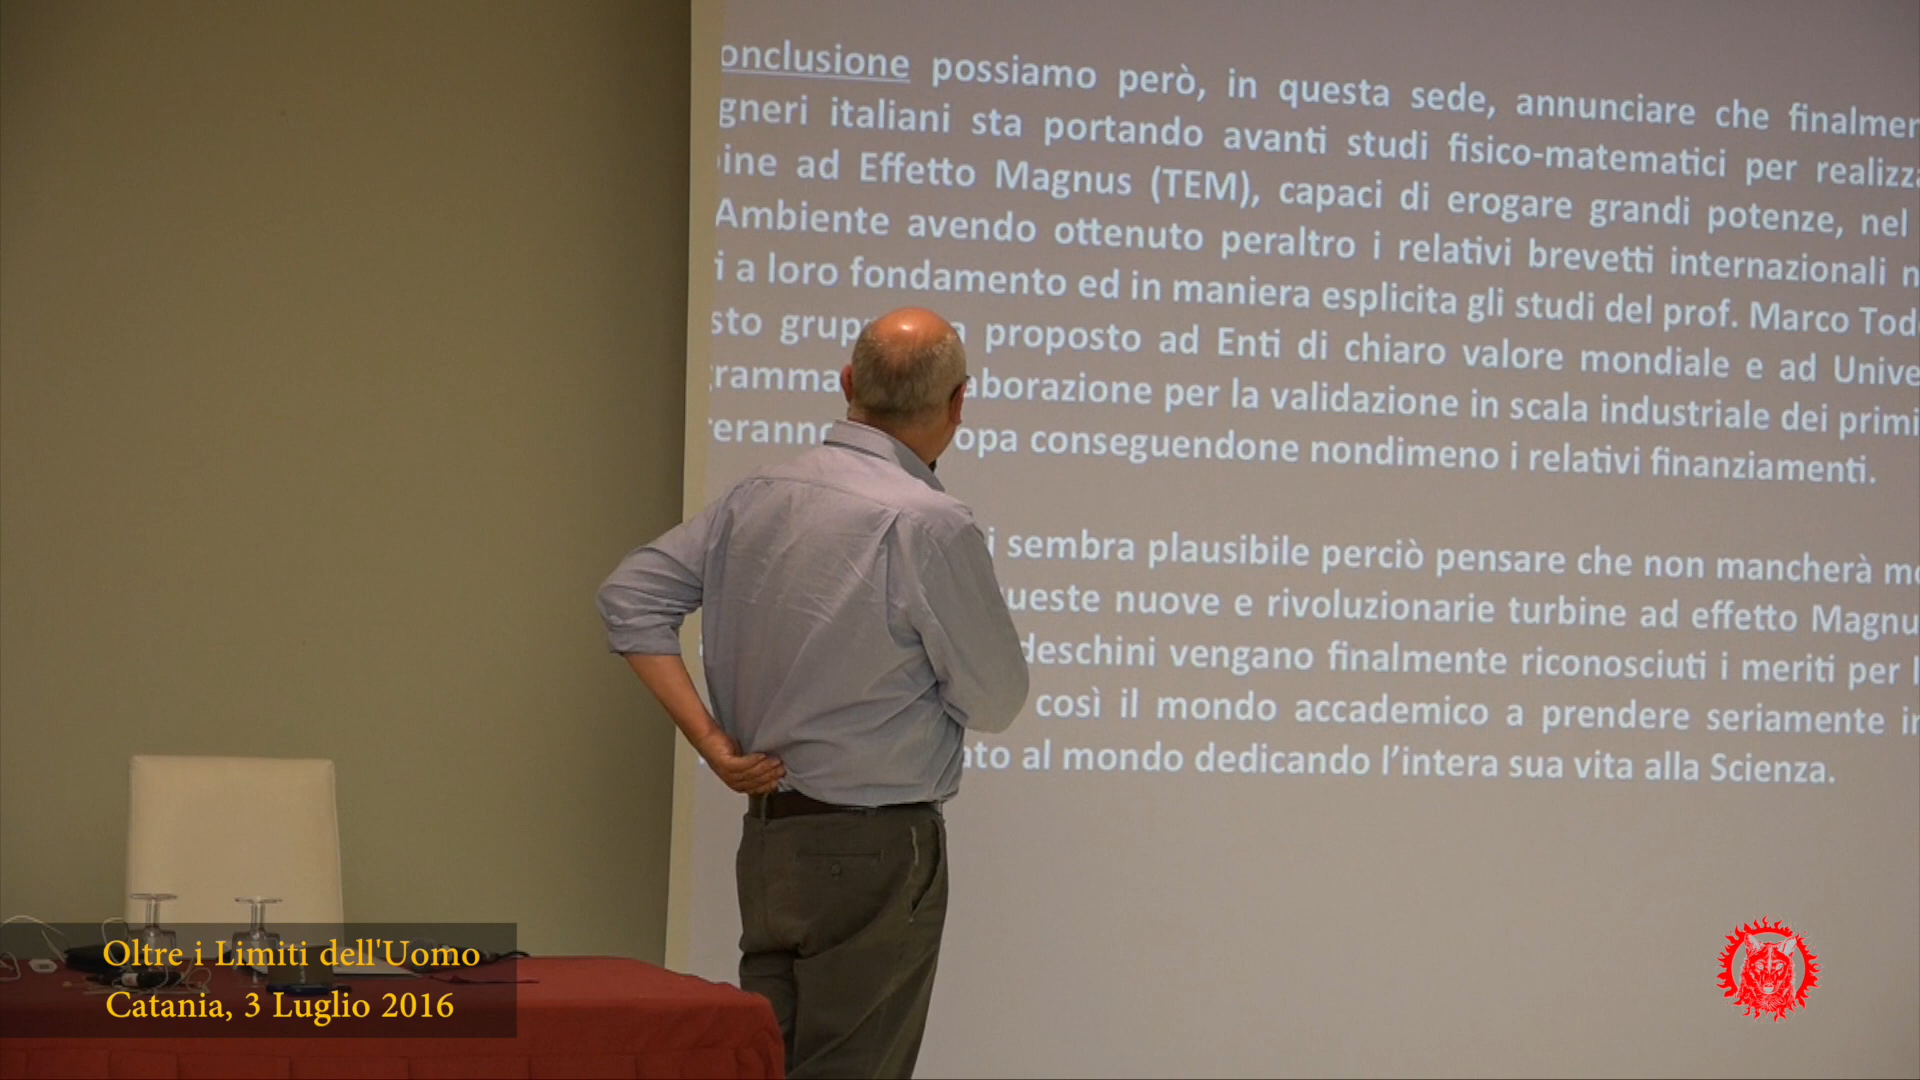 onclusione possiamo però, in questa sede, annunciare che finalmen
gneri italiani sta portando avanti studi fisico-matematici per realizza
ine ad Effetto Magnus (TEM), capaci di erogare grandi potenze, nel
Ambiente avendo ottenuto peraltro i relativi brevetti internazionali n
i a loro fondamento ed in maniera esplicita gli studi del prof. Marco Tod
sto grup a proposto ad Enti di chiaro valore mondiale e ad Unive
ramma aborazione per la validazione in scala industriale dei primi
eranno opa conseguendone nondimeno i relativi finanziamenti.
i sembra plausibile perciò pensare che non mancherà mo
ueste nuove e rivoluzionarie turbine ad effetto Magnu
deschini vengano finalmente riconosciuti i meriti per l
così il mondo accademico a prendere seriamente in
ato al mondo dedicando l'intera sua vita alla Scienza.
Oltre i Limiti dell'Uomo
Catania, 3 Luglio 2016